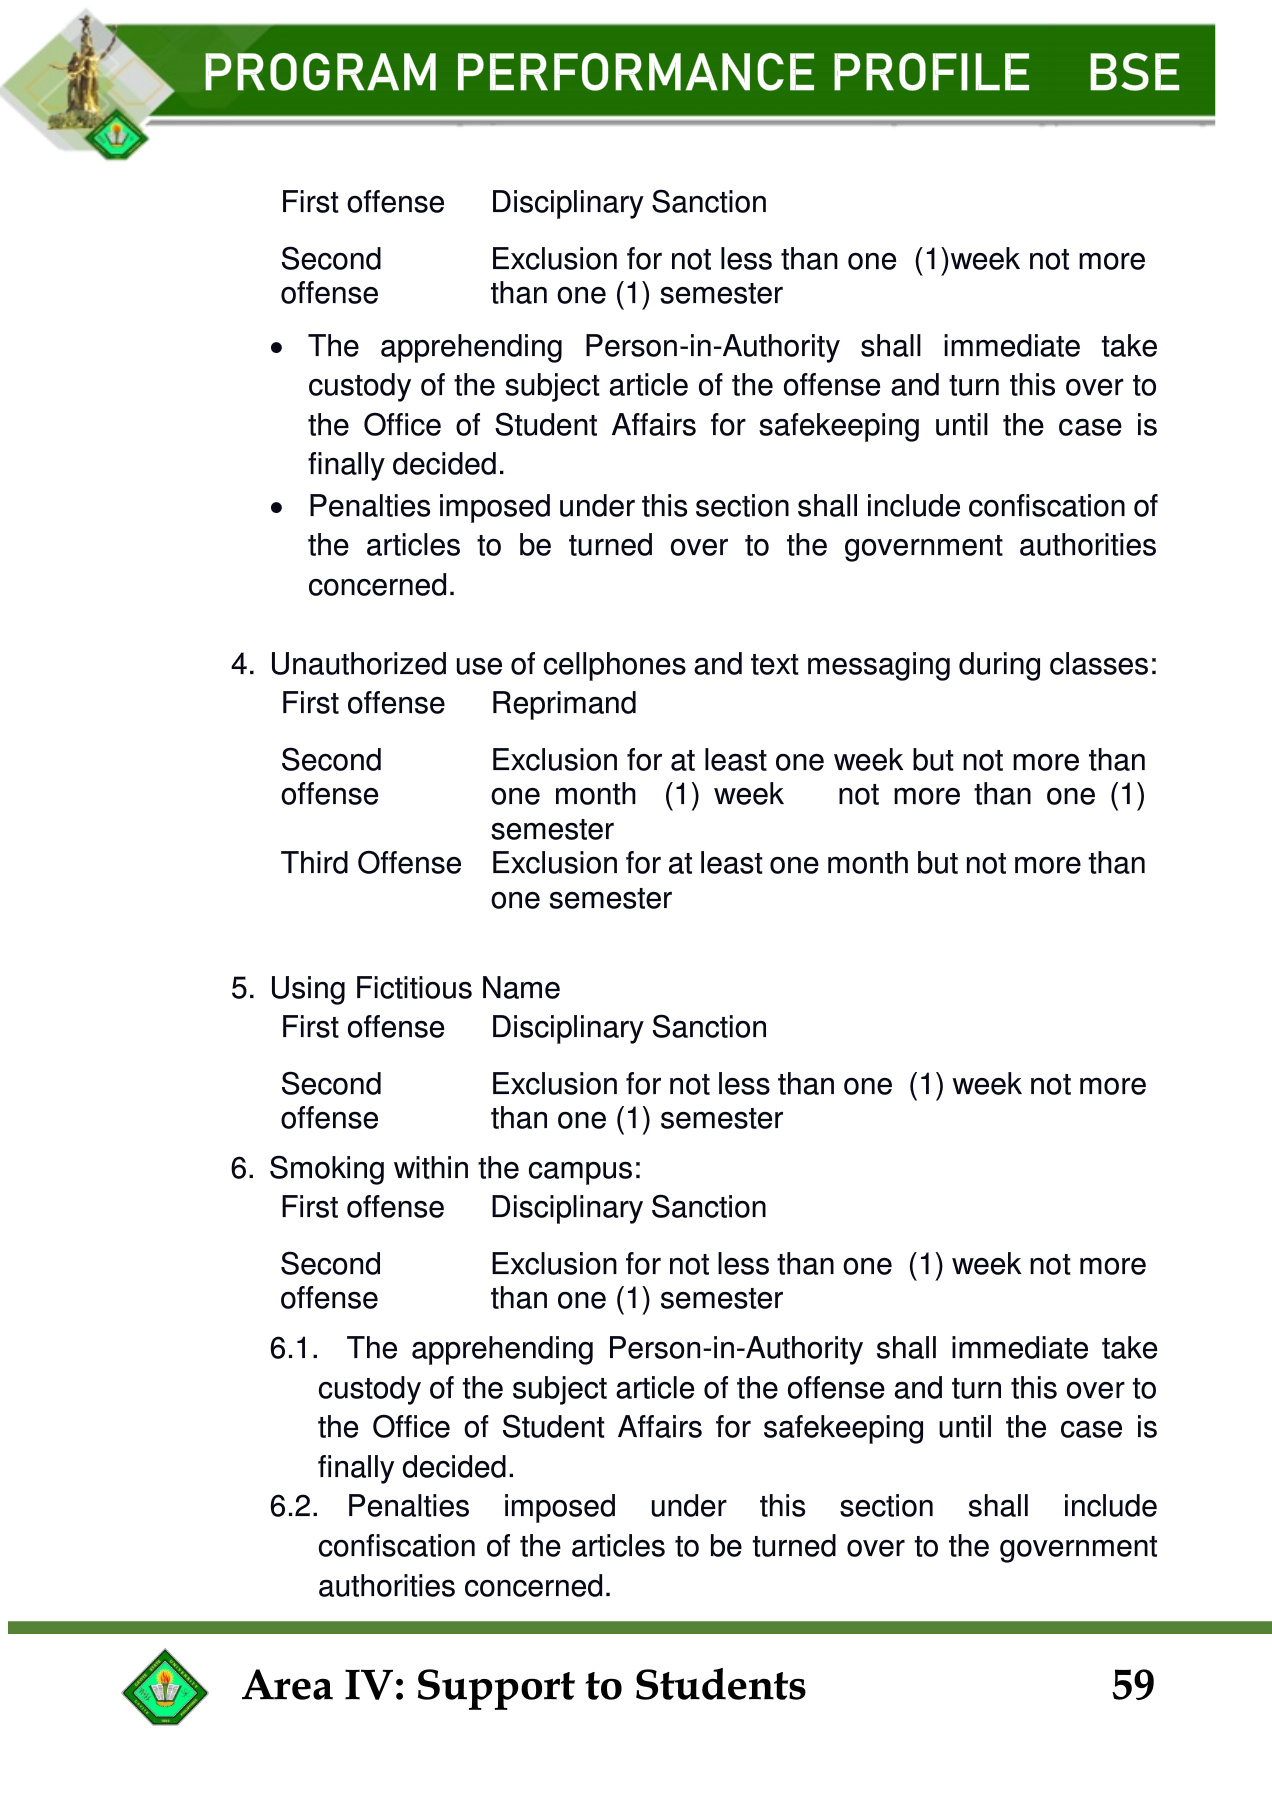 PROGRAM PERFORMANCE PROFILE BSE
First offense Disciplinary Sanction
Second offense Exclusion for not less than one (1)week not more
than one (1) semester
• The apprehending Person-in-Authority shall immediate take
custody of the subject article of the offense and turn this over to
the Office of Student Affairs for safekeeping until the case is
finally decided.
• Penalties imposed under this section shall include confiscation of
the articles to be turned over to the government authorities
concerned.
4. Unauthorized use of cellphones and text messaging during classes:
First offense Reprimand
Second offense Exclusion for at least one week but not more than
one month (1) week not more than one (1)
semester
Third Offense Exclusion for at least one month but not more than
one semester
5. Using Fictitious Name
First offense Disciplinary Sanction
Second offense Exclusion for not less than one (1) week not more
than one (1) semester
6. Smoking within the campus:
First offense Disciplinary Sanction
Second offense Exclusion for not less than one (1) week not more
than one (1) semester
6.1. The apprehending Person-in-Authority shall immediate take
custody of the subject article of the offense and turn this over to
the Office of Student Affairs for safekeeping until the case is
finally decided.
6.2. Penalties imposed under this section shall include
confiscation of the articles to be turned over to the government
authorities concerned.
Area IV: Support to Students 59